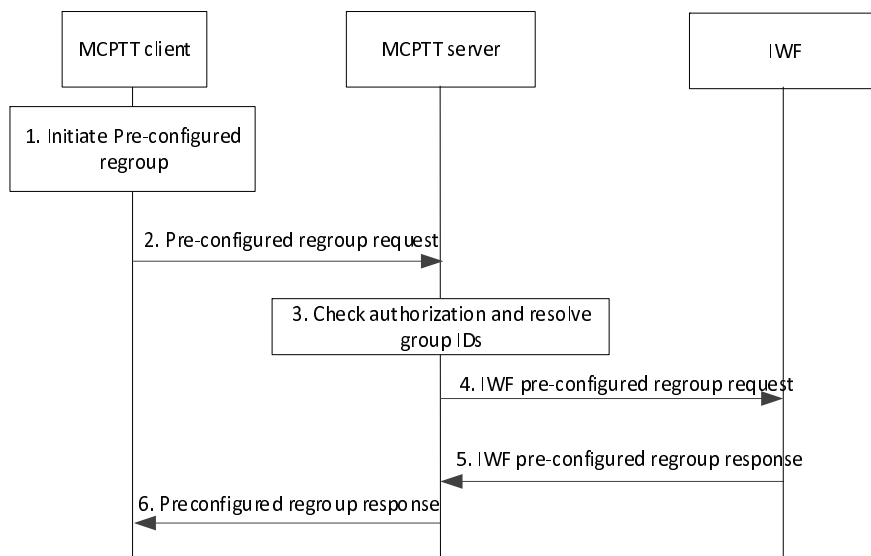 MCPTT client
MCPTT server
IWF
1. Initiate Pre-configured
regroup
2. Pre-configured regroup request
3. Check authorization and resolve
group IDs
4. IWF pre-configured regroup request
5. IWF pre-configured regroup response
6. Preconfigured regroup response